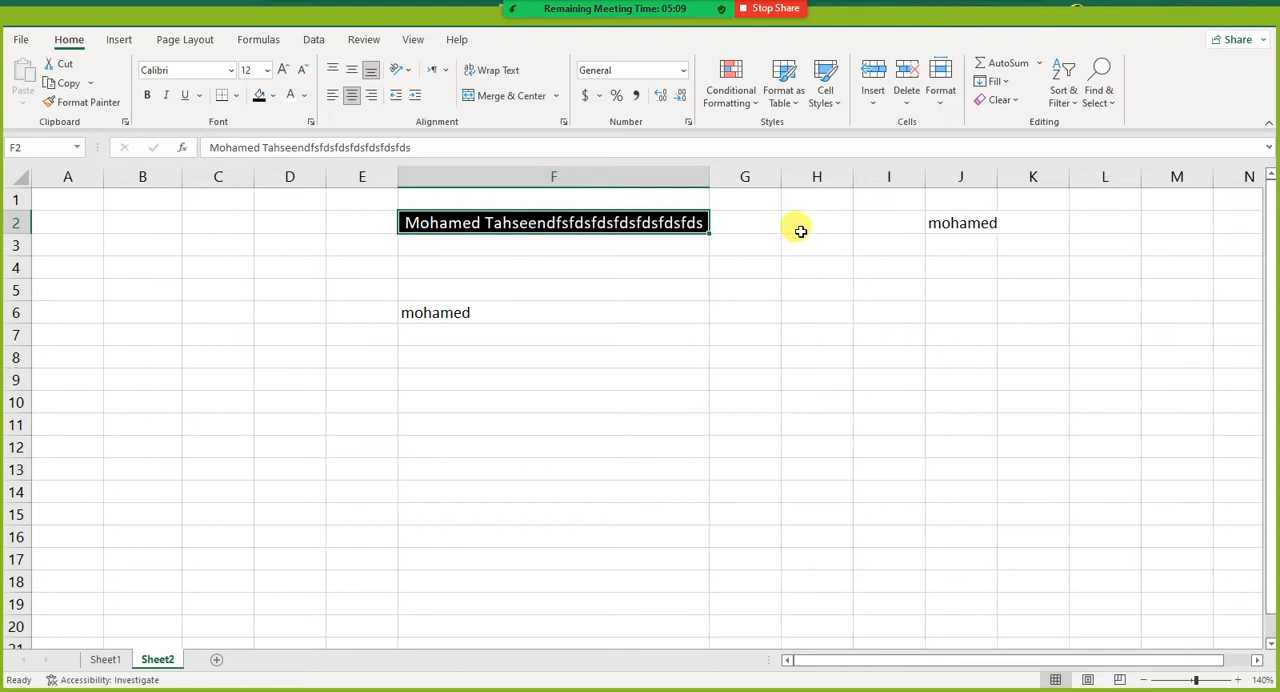 Remaining Meeting Time: 05:09 Stop Share
File Home Insert Page Layout Formulas Data Review View Help Share
Paste Cut Copy Format Painter Clipboard
Calibri 12 B I U Font
Wrap Text Merge & Center Alignment
General $ % Number
Conditional Formatting Format as Table Cell Styles Styles
Insert Delete Format Cells
AutoSum Fill Clear Sort & Filter Find & Select Editing
F2 fx Mohamed Tahseendfsfdsfdsfdsfdsfdsfds
A B C D E F G H I J K L M N
1
2 Mohamed Tahseendfsfdsfdsfdsfdsfdsfds mohamed
3
4
5
6 mohamed
7
8
9
10
11
12
13
14
15
16
17
18
19
20
21
Sheet1 Sheet2
Ready Accessibility: Investigate 140%